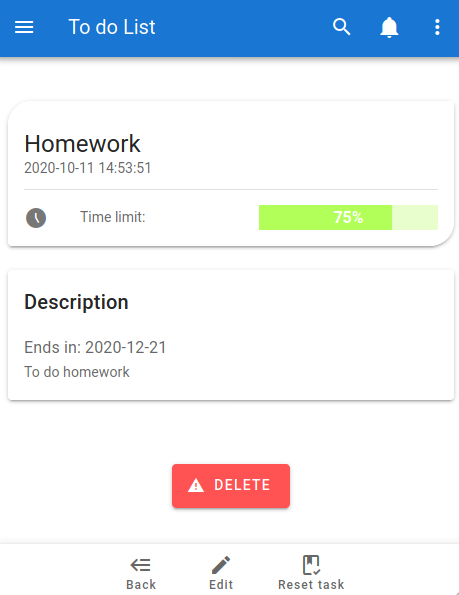 To do List
Homework
2020-10-11 14:53:51
Time limit: 75%
Description
Ends in: 2020-12-21
To do homework
DELETE
Back Edit Reset task